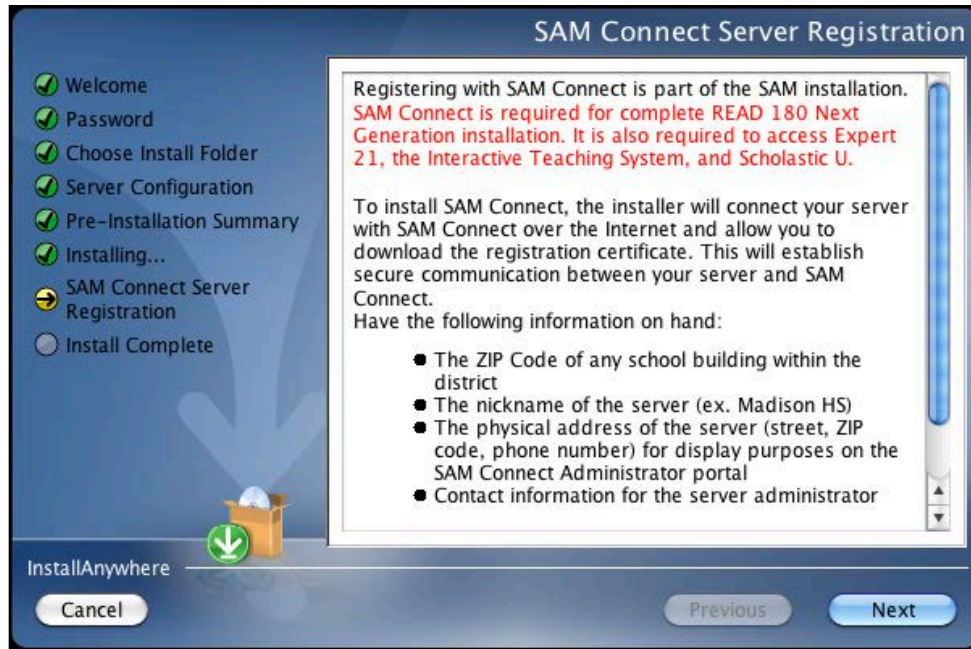 SAM Connect Server Registration
Welcome
Password
Choose Install Folder
Server Configuration
Pre-Installation Summary
Installing...
SAM Connect Server
Registration
Install Complete
Registering with SAM Connect is part of the SAM installation.
SAM Connect is required for complete READ 180 Next
Generation installation. It is also required to access Expert
21, the Interactive Teaching System, and Scholastic U.
To install SAM Connect, the installer will connect your server
with SAM Connect over the Internet and allow you to
download the registration certificate. This will establish
secure communication between your server and SAM
Connect.
Have the following information on hand:
● The ZIP Code of any school building within the
district
● The nickname of the server (ex. Madison HS)
● The physical address of the server (street, ZIP
code, phone number) for display purposes on the
SAM Connect Administrator portal
● Contact information for the server administrator
InstallAnywhere
Cancel
Previous
Next